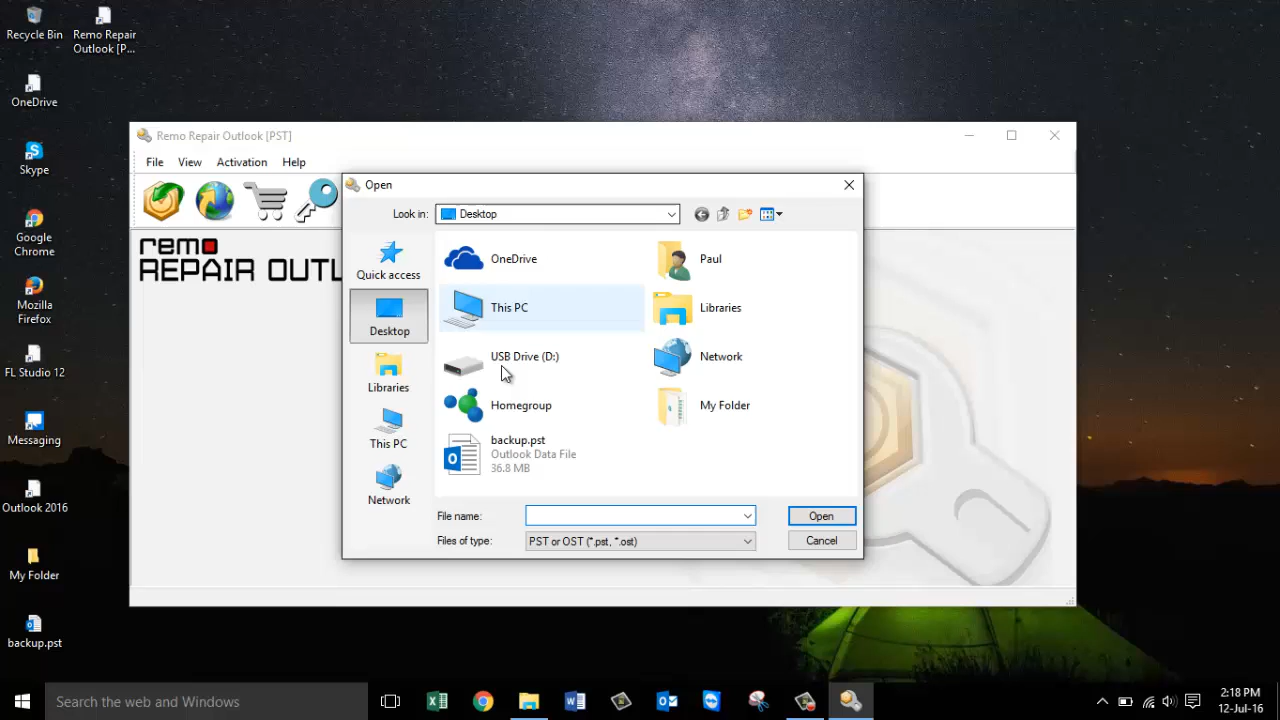 Recycle Bin
Remo Repair
Outlook [P...
OneDrive
Skype
Google
Chrome
Mozilla
Firefox
FL Studio 12
Messaging
Outlook 2016
My Folder
backup.pst
Remo Repair Outlook [PST]
File View Activation Help
remo
REPAIR OUTL
Open
Look in: Desktop
Quick access
Desktop
Libraries
This PC
Network
OneDrive
Paul
This PC
Libraries
USB Drive (D:)
Network
Homegroup
My Folder
backup.pst
Outlook Data File
36.8 MB
File name:
Open
Files of type: PST or OST (*.pst, *.ost)
Cancel
Search the web and Windows
2:18 PM
12-Jul-16